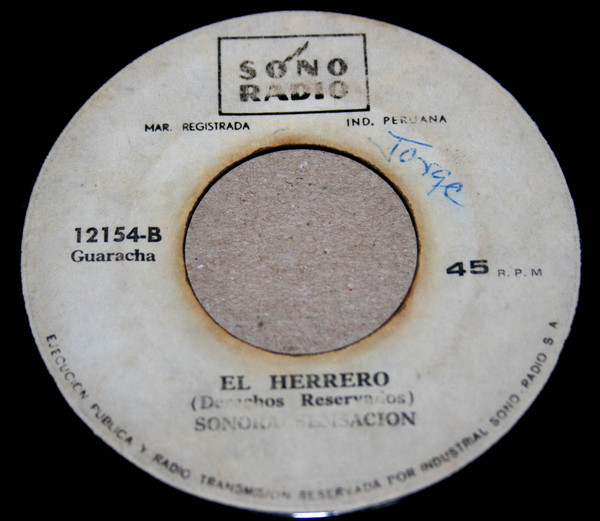 SONO
RADIO
MAR. REGISTRADA
IND. PERUANA
Jorge
12154-B
Guaracha
45 R.P.M
EL HERRERO
(Derechos Reservados)
SONORA SENSACION
EJECUCION PUBLICA Y RADIO TRANSMISION RESERVADA POR INDUSTRIAL SONO-RADIO S A